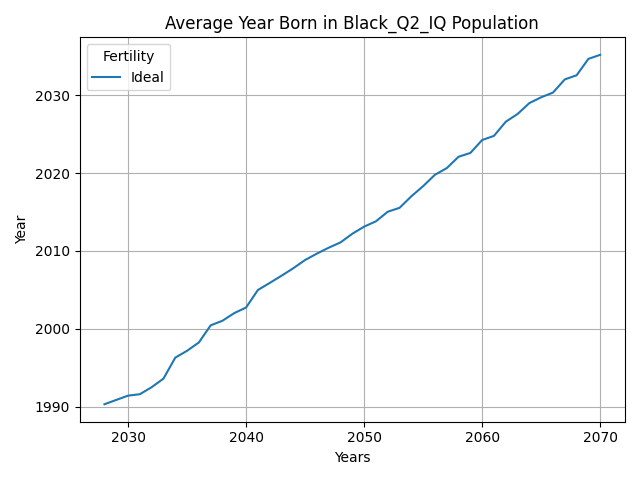 Average Year Born in Black_Q2_IQ Population
Fertility
Ideal
2030
2020
2010
2000
1990
Year
2030 2040 2050 2060 2070
Years